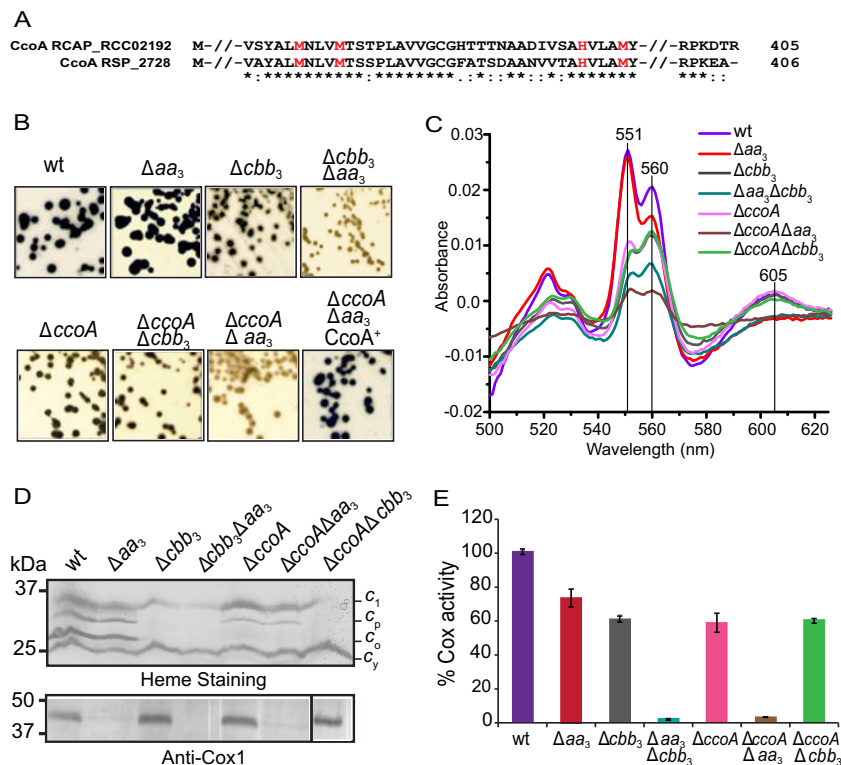 A
CcoA RCAP_RCC02192 M-//-VSYALMNLVMTSTPLAVVGCGHTTTNAADIVSAHVLAMY-//-RPKDTR 405
CcoA RSP_2728 M-//-VAYALMNLVMTSSPLAVVGCGFATSDAANVVTAHVLAMY-//-RPKEA- 406
B
wt Δaa₃ Δcbb₃ Δcbb₃ Δaa₃
ΔccoA ΔccoA Δcbb₃ ΔccoA Δ aa₃ ΔccoA Δaa₃ CcoA⁺
C
Absorbance
0.03
0.02
0.01
0.0
-0.01
-0.02
500 520 540 560 580 600 620
Wavelength (nm)
551
560
605
wt
Δaa₃
Δcbb₃
Δaa₃Δcbb₃
ΔccoA
ΔccoAΔaa₃
ΔccoAΔcbb₃
D
kDa wt Δaa₃ Δcbb₃ Δcbb₃Δaa₃ ΔccoA ΔccoAΔaa₃ ΔccoAΔcbb₃
37
25
c₁
cₚ
cₒ
c_y
Heme Staining
50
37
Anti-Cox1
E
% Cox activity
120
100
80
60
40
20
0
wt Δaa₃ Δcbb₃ Δaa₃ Δcbb₃ ΔccoA ΔccoA Δaa₃ ΔccoA Δcbb₃